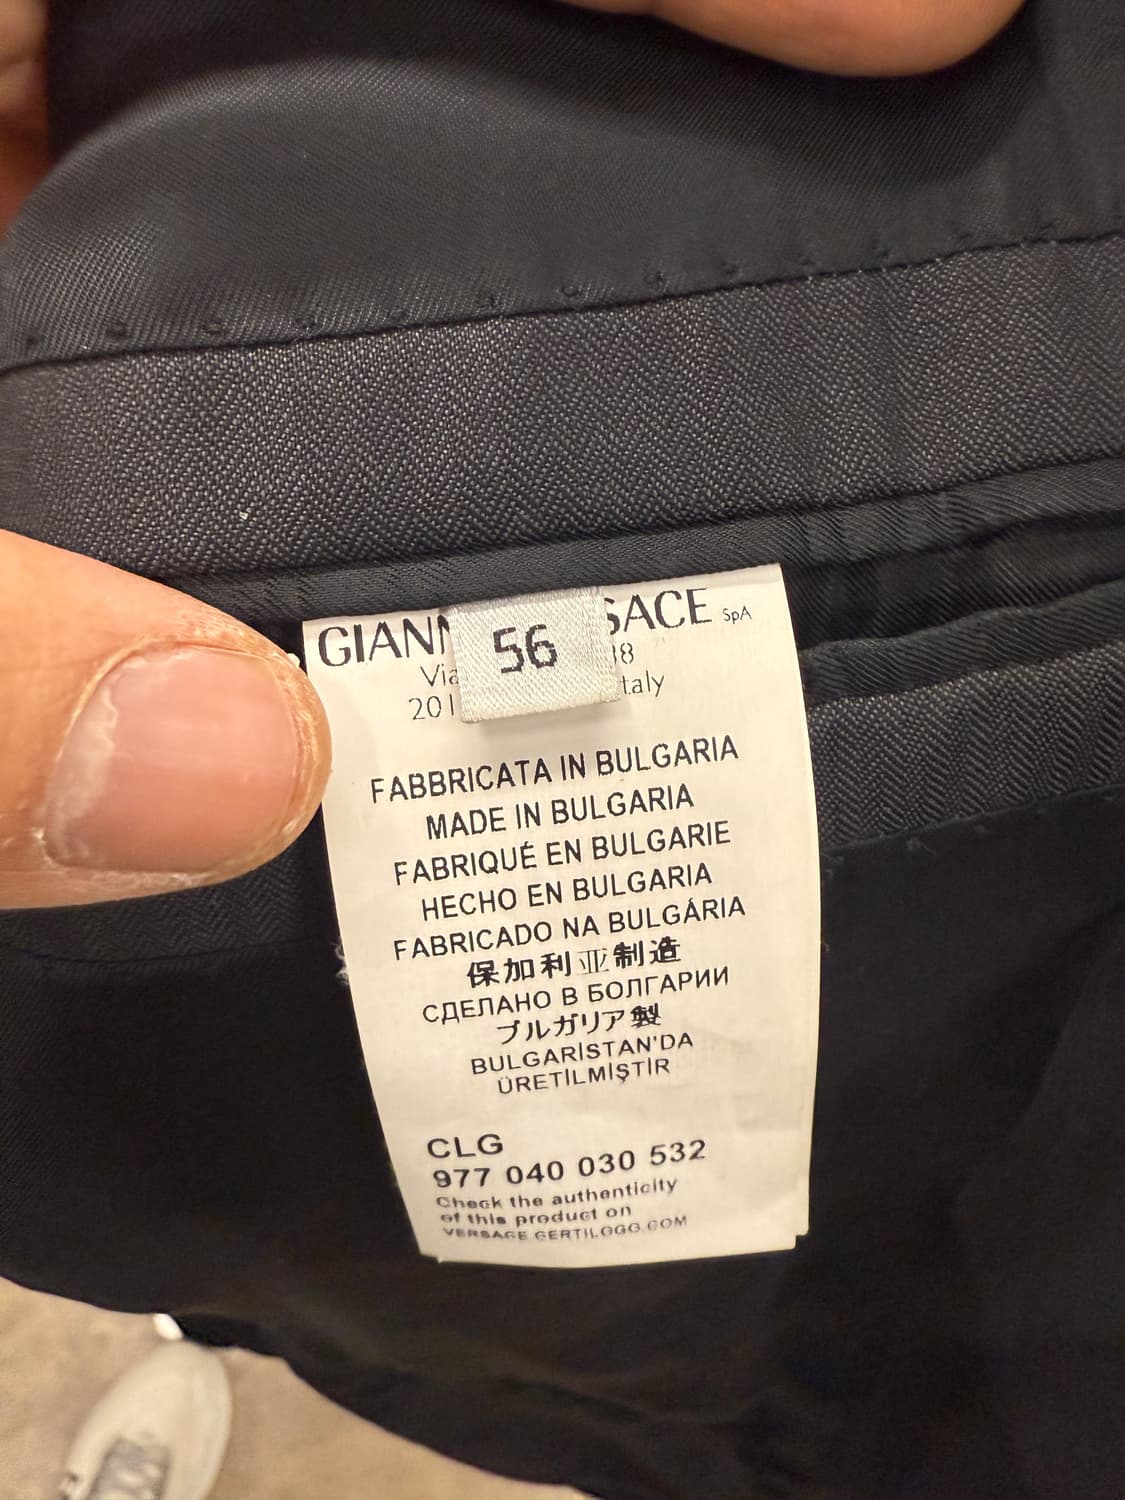 GIANN SACE SpA
56
Via 38
201 taly
FABBRICATA IN BULGARIA
MADE IN BULGARIA
FABRIQUÉ EN BULGARIE
HECHO EN BULGARIA
FABRICADO NA BULGÁRIA
保加利亚制造
СДЕЛАНО В БОЛГАРИИ
ブルガリア製
BULGARİSTAN'DA
ÜRETİLMİŞTİR
CLG
977 040 030 532
Check the authenticity
of this product on
VERSACE.CERTILOGO.COM